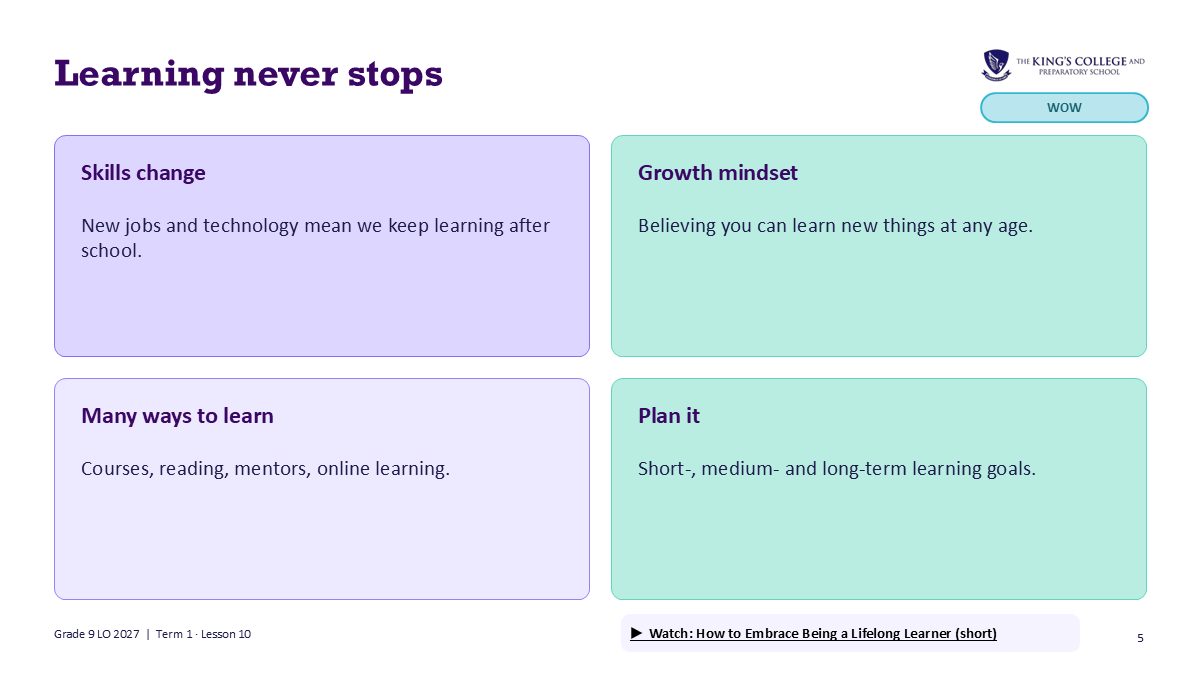 Learning never stops
THE KING'S COLLEGE AND
PREPARATORY SCHOOL
WOW
Skills change
New jobs and technology mean we keep learning after
school.
Growth mindset
Believing you can learn new things at any age.
Many ways to learn
Courses, reading, mentors, online learning.
Plan it
Short-, medium- and long-term learning goals.
Grade 9 LO 2027 | Term 1 · Lesson 10
▶ Watch: How to Embrace Being a Lifelong Learner (short)
5